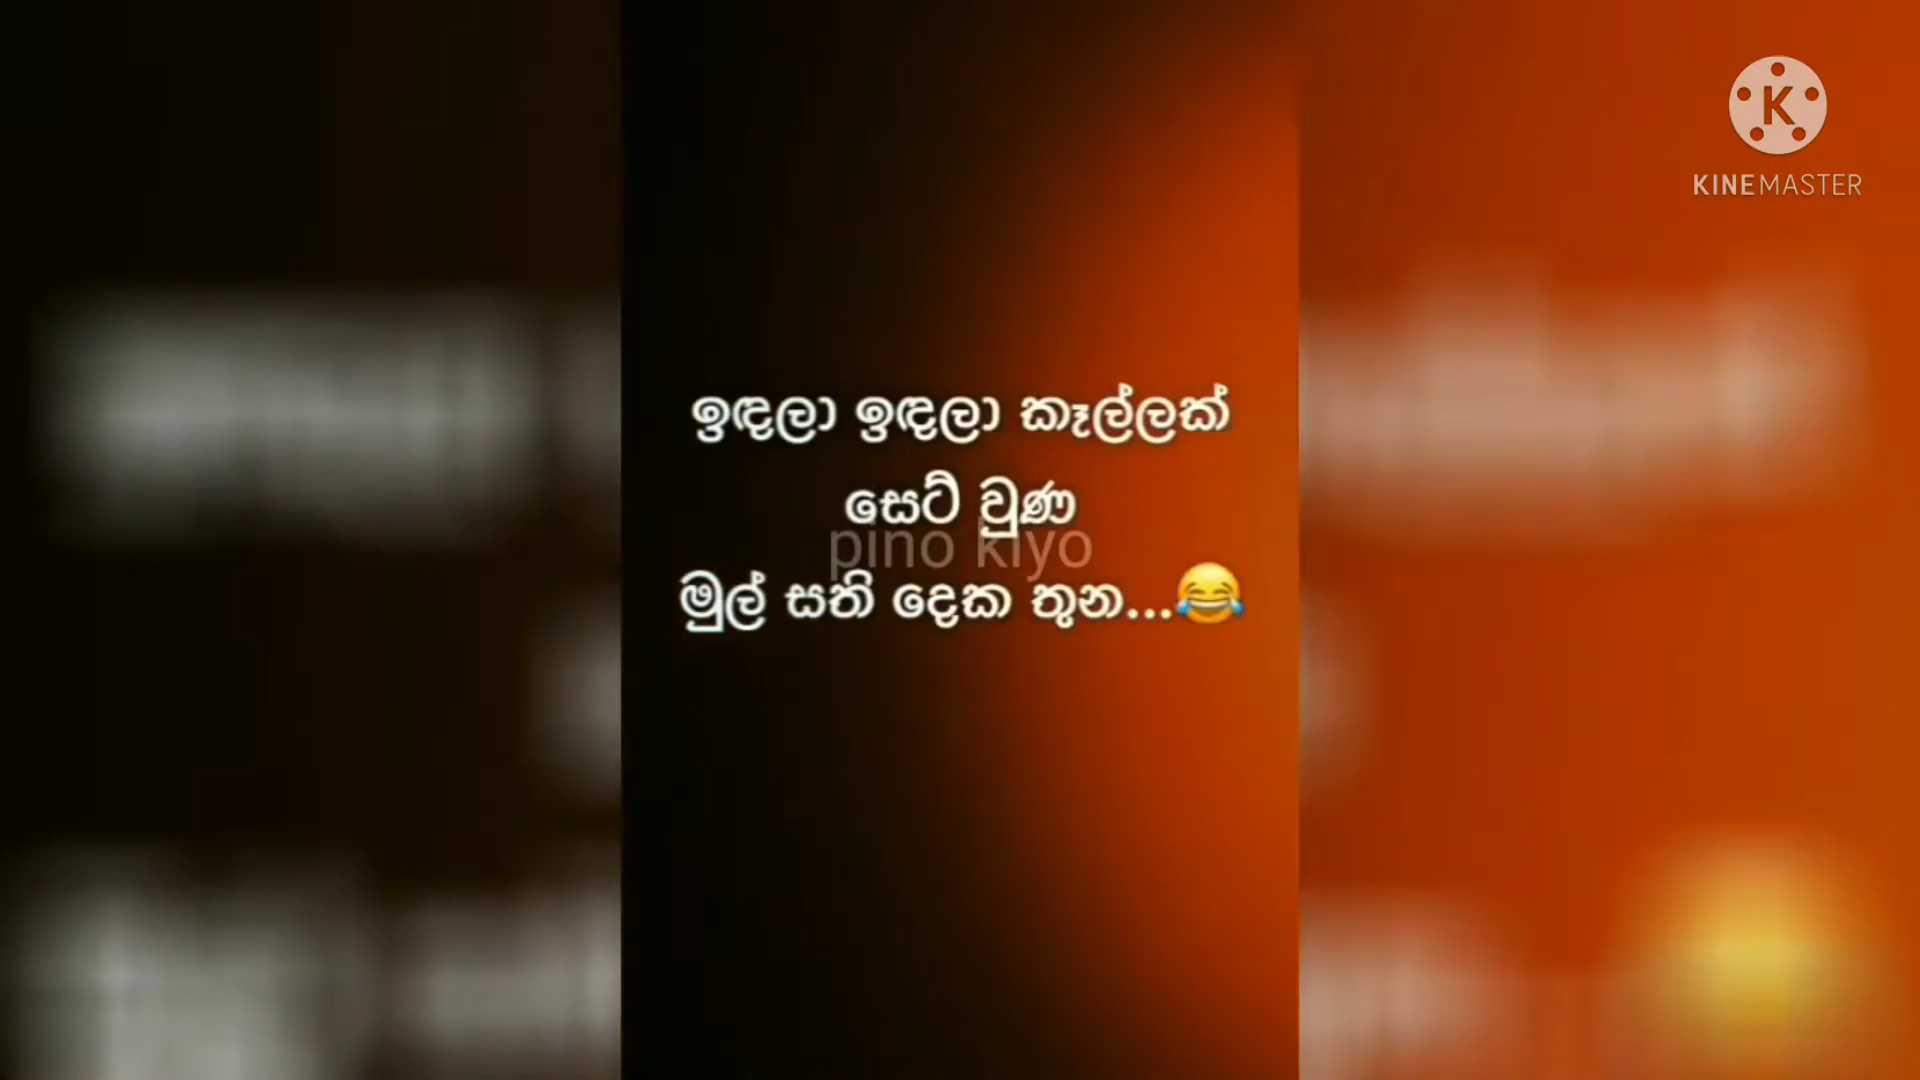 KINEMASTER
ඉඳලා ඉඳලා කෑල්ලක්
සෙට් වුණ
pino kiyo
මුල් සති දෙක තුන...😂